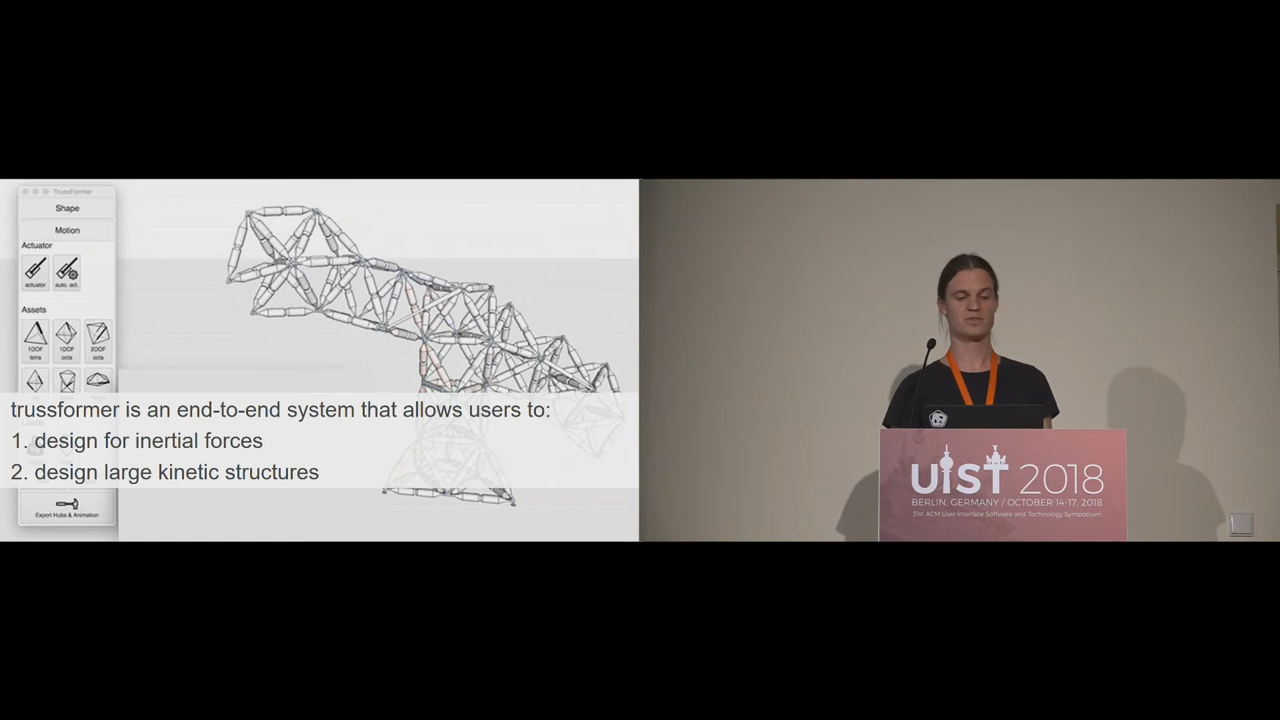 TrussFormer
Shape
Motion
Actuator
actuator
auto. act.
Assets
1DOF tetra
1DOF octa
2DOF octa
trussformer is an end-to-end system that allows users to:
1. design for inertial forces
2. design large kinetic structures
Export Hubs & Animation
UIST 2018
BERLIN, GERMANY / OCTOBER 14-17, 2018
31st ACM User Interface Software and Technology Symposium